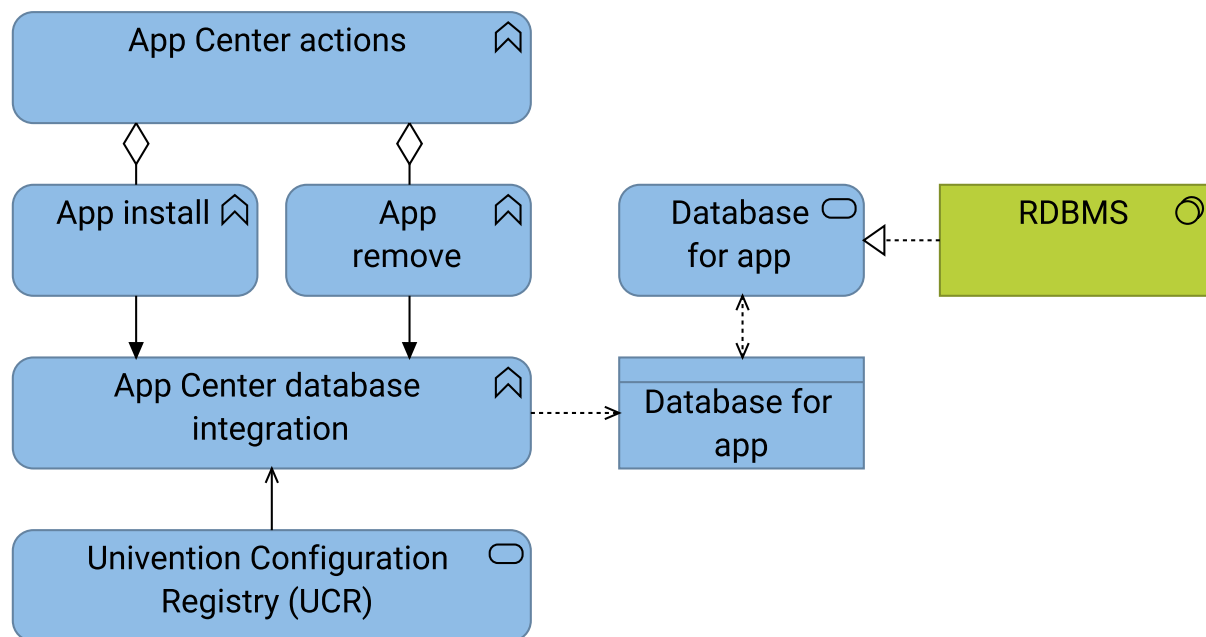 App Center actions
App install
App
remove
Database
for app
RDBMS
App Center database
integration
Database for
app
Univention Configuration
Registry (UCR)